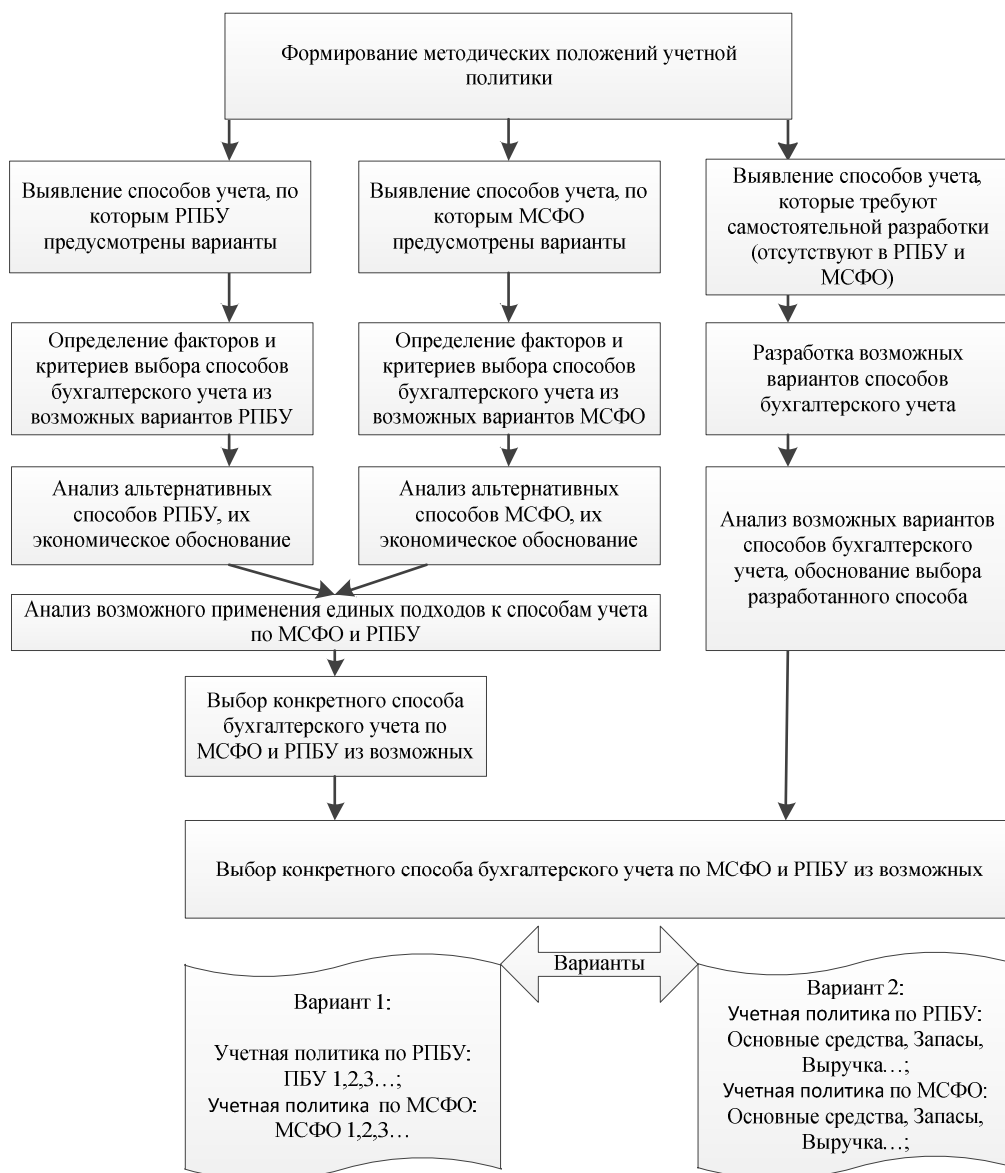 Формирование методических положений учетной
политики
Выявление способов учета, по
которым РПБУ
предусмотрены варианты
Выявление способов учета, по
которым МСФО
предусмотрены варианты
Выявление способов учета,
которые требуют
самостоятельной разработки
(отсутствуют в РПБУ и
МСФО)
Определение факторов и
критериев выбора способов
бухгалтерского учета из
возможных вариантов РПБУ
Определение факторов и
критериев выбора способов
бухгалтерского учета из
возможных вариантов МСФО
Разработка возможных
вариантов способов
бухгалтерского учета
Анализ альтернативных
способов РПБУ, их
экономическое обоснование
Анализ альтернативных
способов МСФО, их
экономическое обоснование
Анализ возможных вариантов
способов бухгалтерского
учета, обоснование выбора
разработанного способа
Анализ возможного применения единых подходов к способам учета
по МСФО и РПБУ
Выбор конкретного способа
бухгалтерского учета по
МСФО и РПБУ из возможных
Выбор конкретного способа бухгалтерского учета по МСФО и РПБУ из возможных
Варианты
Вариант 1:
Учетная политика по РПБУ:
ПБУ 1,2,3…;
Учетная политика по МСФО:
МСФО 1,2,3…
Вариант 2:
Учетная политика по РПБУ:
Основные средства, Запасы,
Выручка…;
Учетная политика по МСФО:
Основные средства, Запасы,
Выручка…;